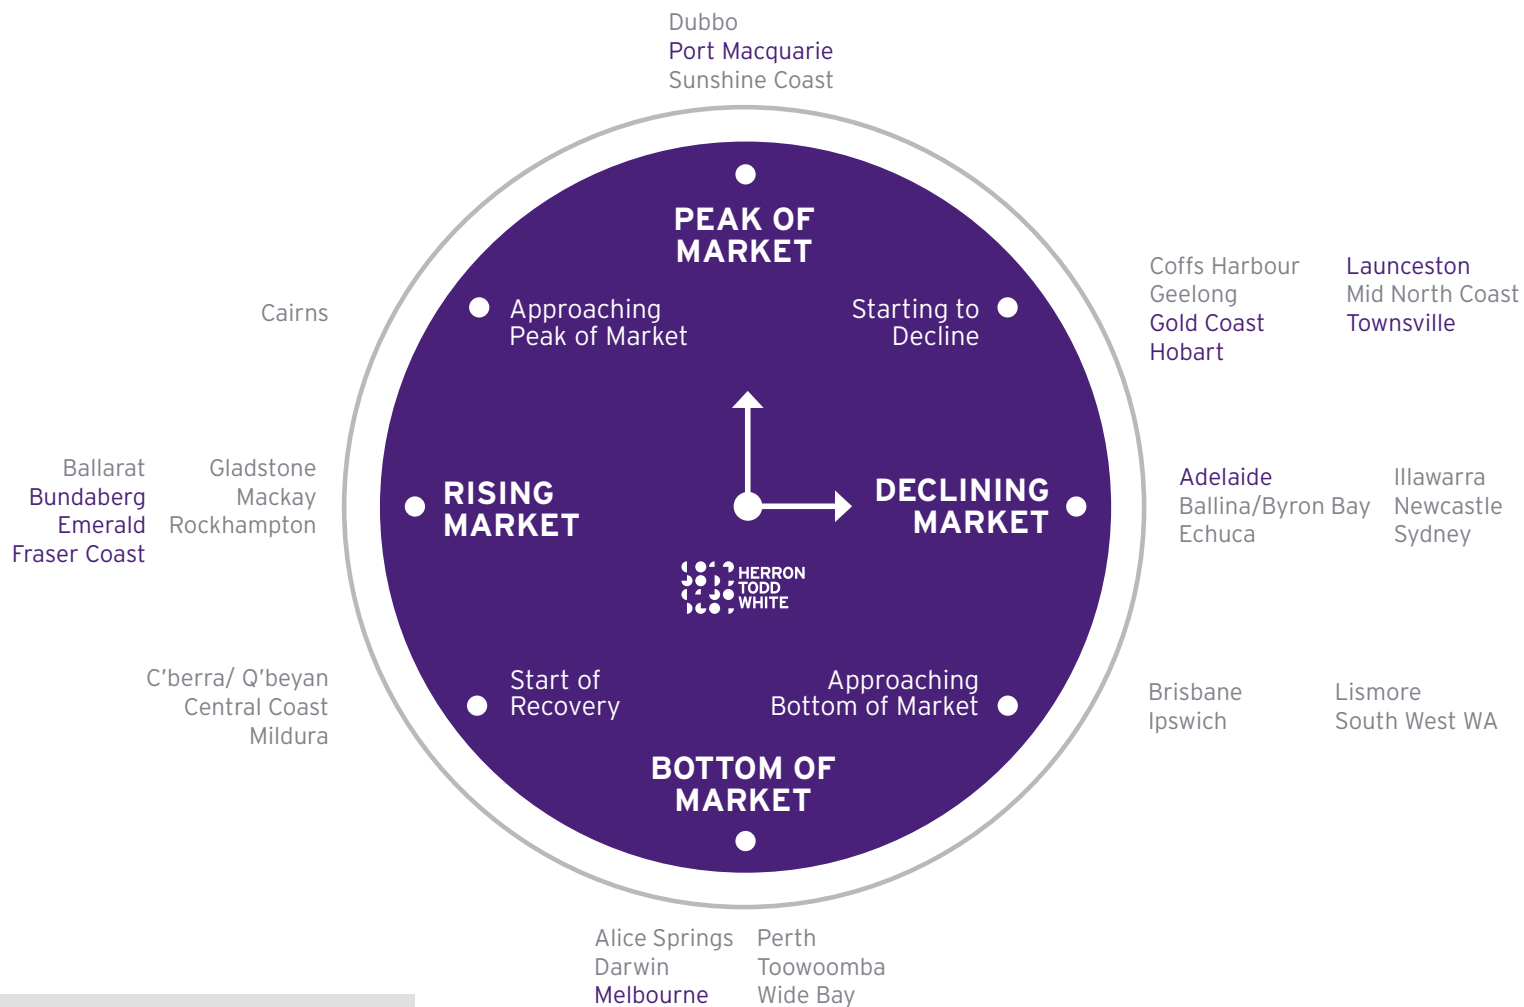 Dubbo
Port Macquarie
Sunshine Coast
PEAK OF
MARKET
Approaching
Peak of Market
Starting to
Decline
Cairns
Coffs Harbour
Geelong
Gold Coast
Hobart
Launceston
Mid North Coast
Townsville
Ballarat
Bundaberg
Emerald
Fraser Coast
Gladstone
Mackay
Rockhampton
RISING
MARKET
DECLINING
MARKET
Adelaide
Ballina/Byron Bay
Echuca
Illawarra
Newcastle
Sydney
HERRON
TODD
WHITE
C'berra/ Q'beyan
Central Coast
Mildura
Start of
Recovery
Approaching
Bottom of Market
Brisbane
Ipswich
Lismore
South West WA
BOTTOM OF
MARKET
Alice Springs
Darwin
Melbourne
Perth
Toowoomba
Wide Bay